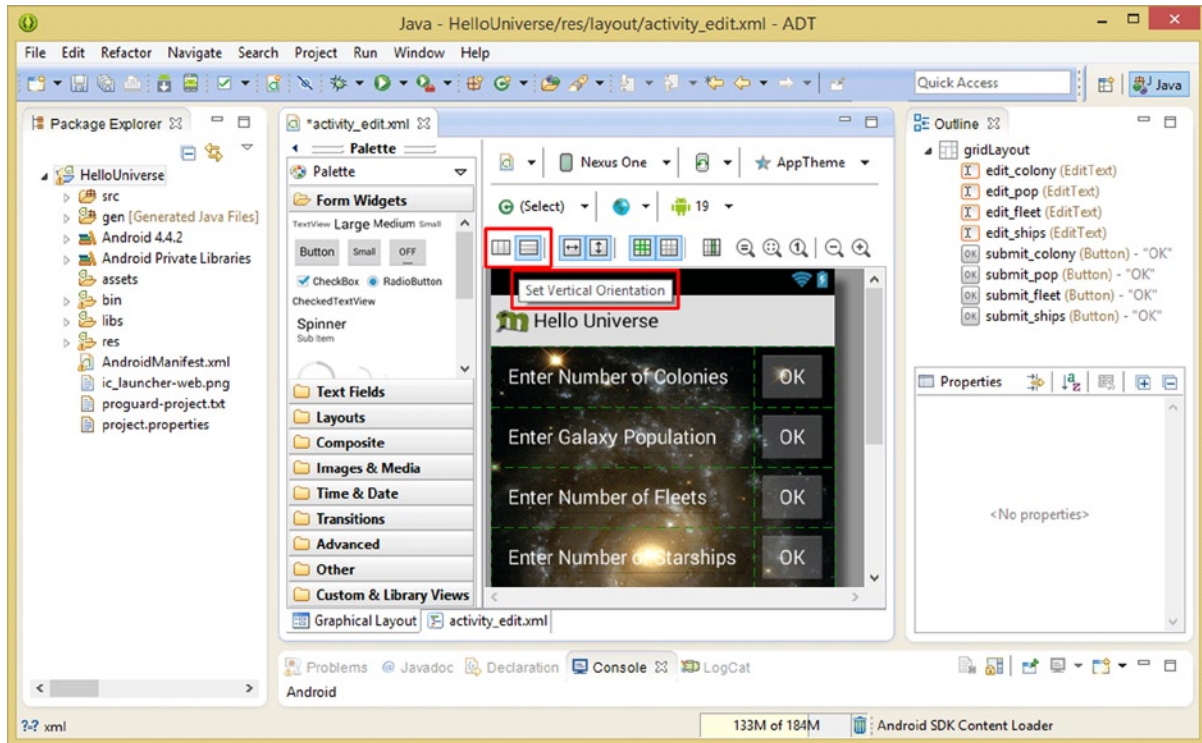 Java - HelloUniverse/res/layout/activity_edit.xml - ADT
File Edit Refactor Navigate Search Project Run Window Help
Quick Access
Java
Package Explorer
HelloUniverse
src
gen [Generated Java Files]
Android 4.4.2
Android Private Libraries
assets
bin
libs
res
AndroidManifest.xml
ic_launcher-web.png
proguard-project.txt
project.properties
*activity_edit.xml
Palette
Palette
Form Widgets
TextView Large Medium Small
Button Small OFF
CheckBox RadioButton
CheckedTextView
Spinner
Sub Item
Text Fields
Layouts
Composite
Images & Media
Time & Date
Transitions
Advanced
Other
Custom & Library Views
Graphical Layout activity_edit.xml
Nexus One AppTheme
(Select) 19
Set Vertical Orientation
Hello Universe
Enter Number of Colonies OK
Enter Galaxy Population OK
Enter Number of Fleets OK
Enter Number of Starships OK
Outline
gridLayout
edit_colony (EditText)
edit_pop (EditText)
edit_fleet (EditText)
edit_ships (EditText)
OK submit_colony (Button) - "OK"
OK submit_pop (Button) - "OK"
OK submit_fleet (Button) - "OK"
OK submit_ships (Button) - "OK"
Properties
<No properties>
Problems @ Javadoc Declaration Console LogCat
Android
?-? xml
133M of 184M
Android SDK Content Loader